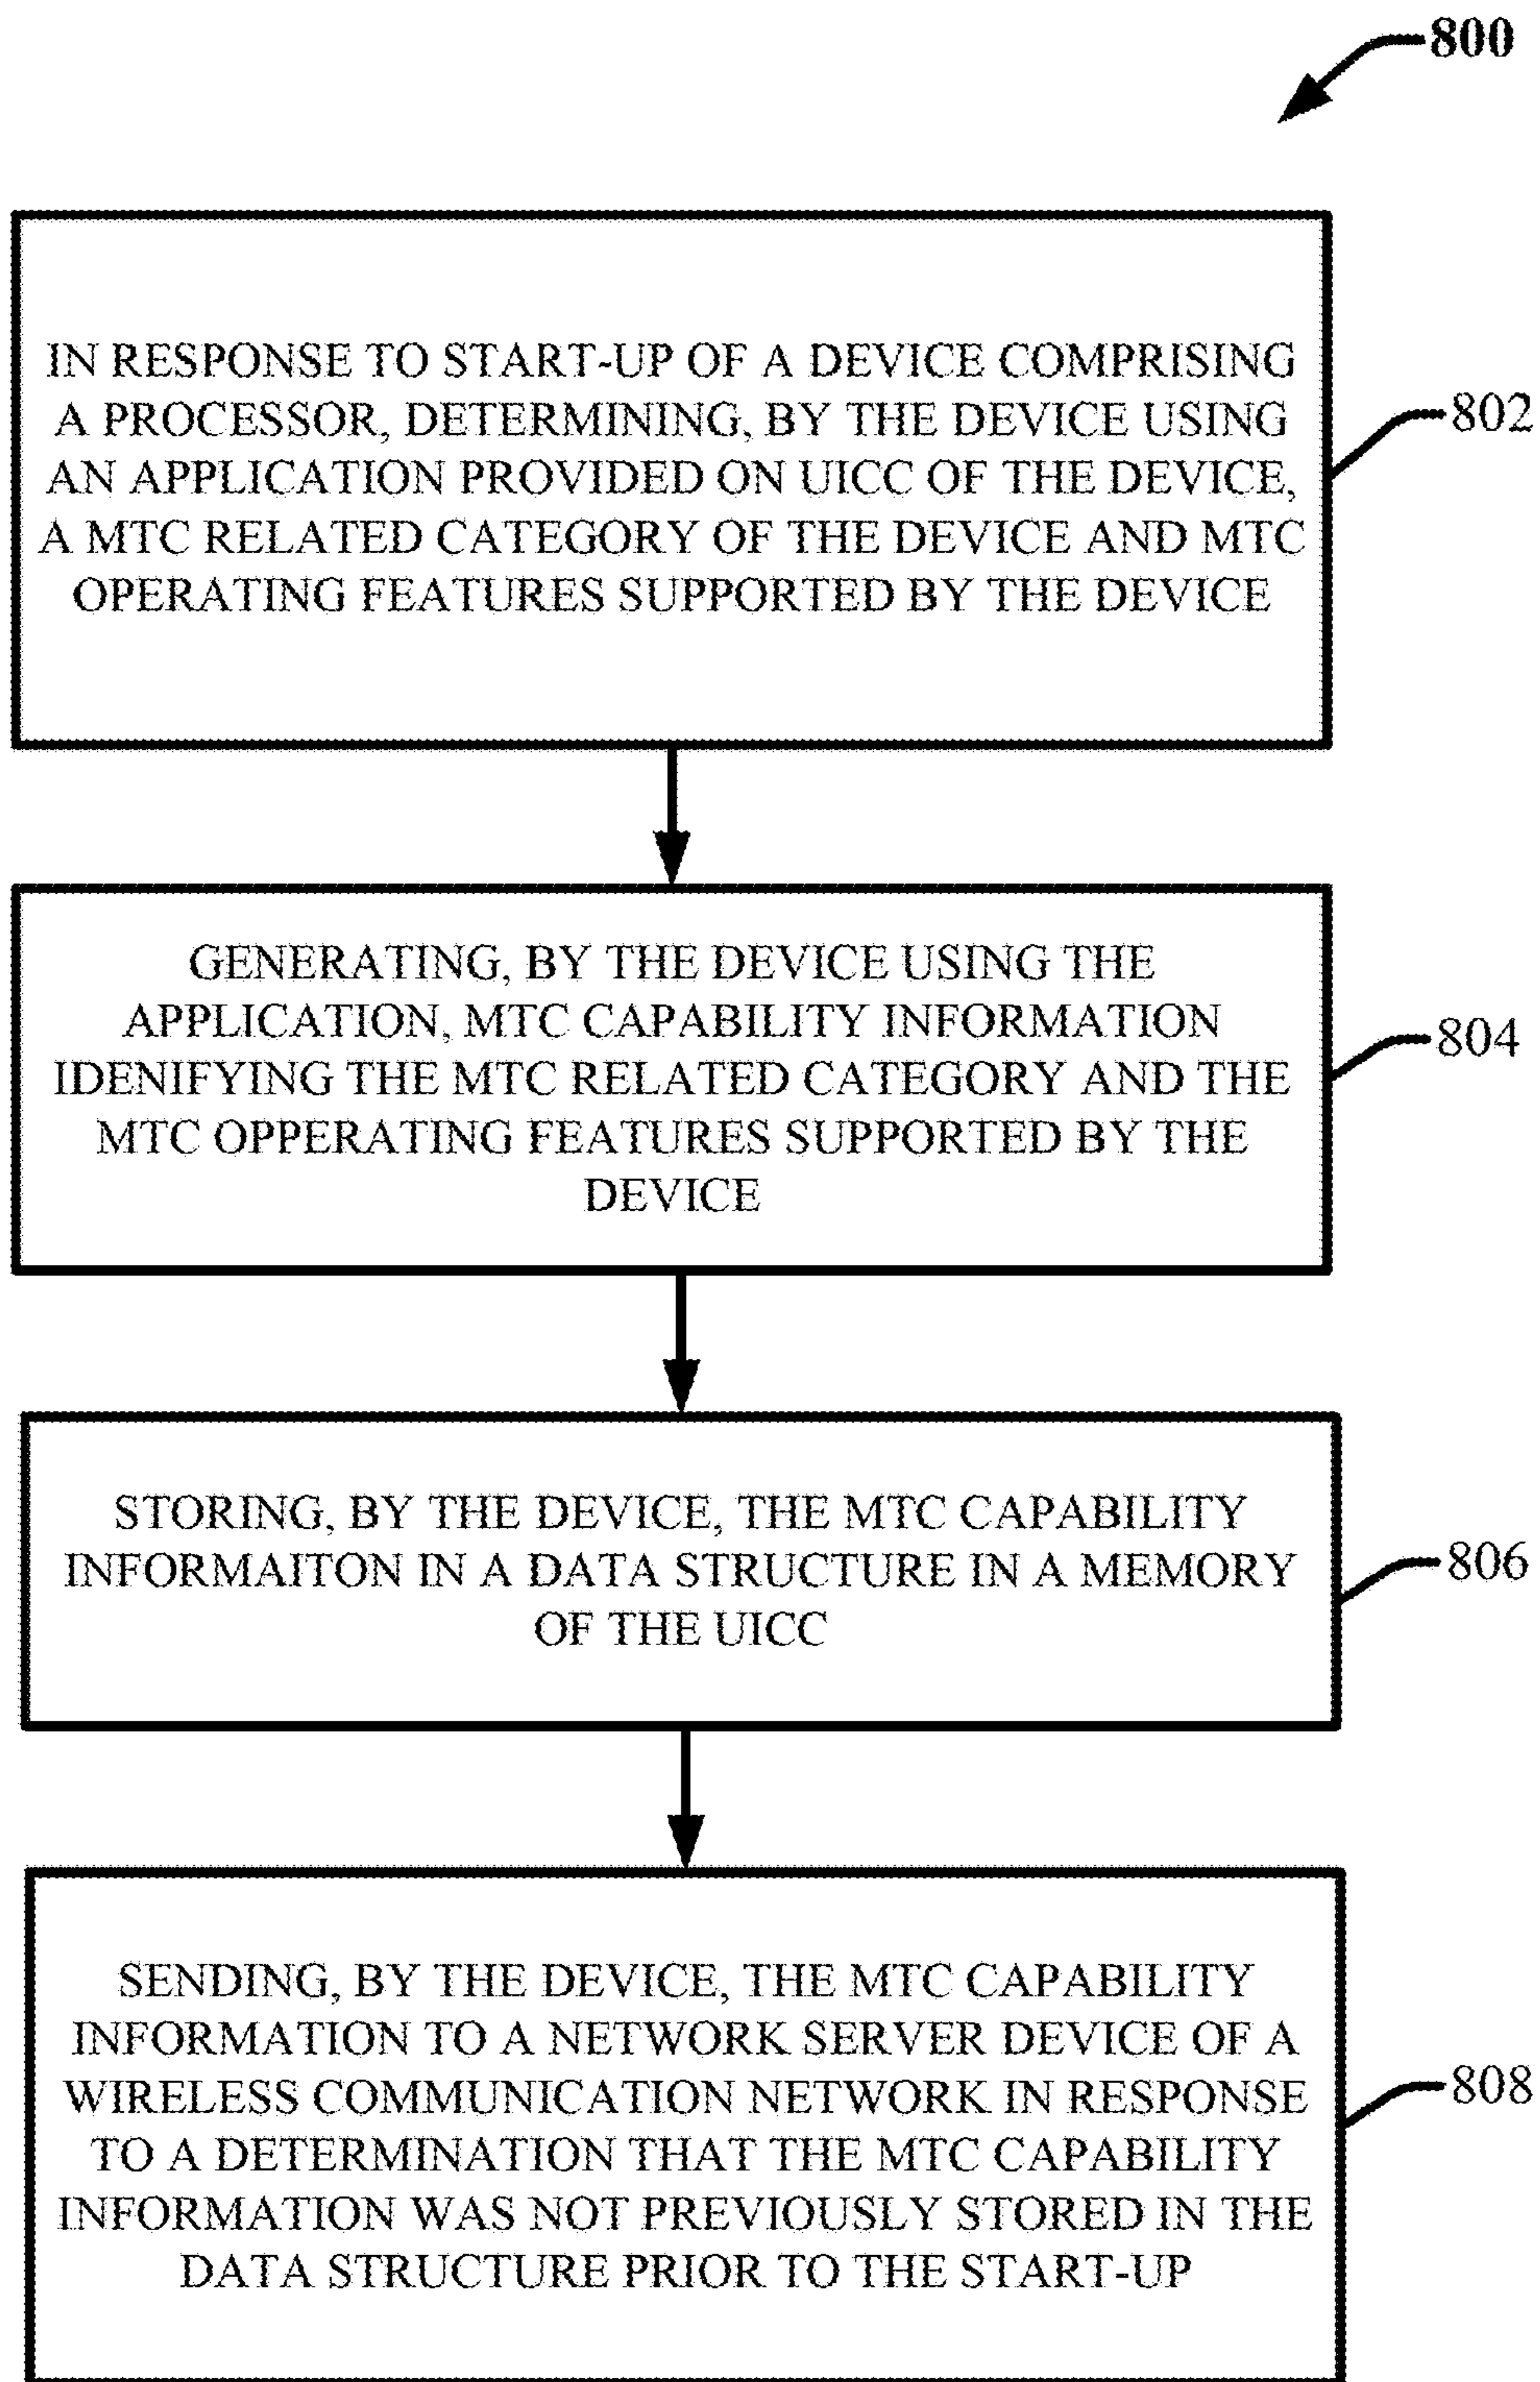 800
IN RESPONSE TO START-UP OF A DEVICE COMPRISING
A PROCESSOR, DETERMINING, BY THE DEVICE USING
AN APPLICATION PROVIDED ON UICC OF THE DEVICE,
A MTC RELATED CATEGORY OF THE DEVICE AND MTC
OPERATING FEATURES SUPPORTED BY THE DEVICE
802
GENERATING, BY THE DEVICE USING THE
APPLICATION, MTC CAPABILITY INFORMATION
IDENIFYING THE MTC RELATED CATEGORY AND THE
MTC OPPERATING FEATURES SUPPORTED BY THE
DEVICE
804
STORING, BY THE DEVICE, THE MTC CAPABILITY
INFORMAITON IN A DATA STRUCTURE IN A MEMORY
OF THE UICC
806
SENDING, BY THE DEVICE, THE MTC CAPABILITY
INFORMATION TO A NETWORK SERVER DEVICE OF A
WIRELESS COMMUNICATION NETWORK IN RESPONSE
TO A DETERMINATION THAT THE MTC CAPABILITY
INFORMATION WAS NOT PREVIOUSLY STORED IN THE
DATA STRUCTURE PRIOR TO THE START-UP
808